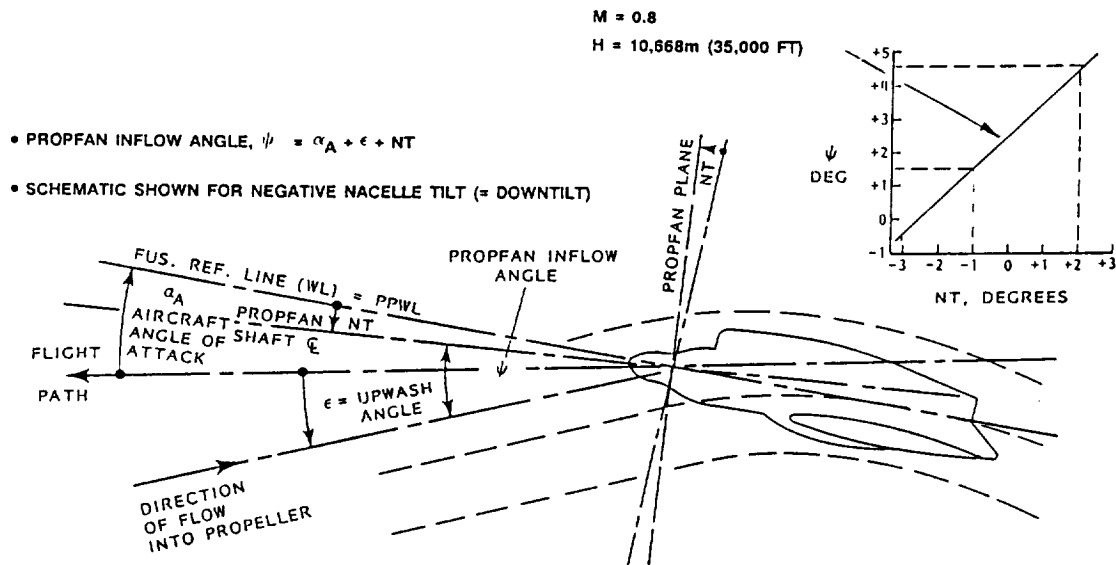 M = 0.8
H = 10,668m (35,000 FT)
• PROPFAN INFLOW ANGLE, ψ = αA + ϵ + NT
• SCHEMATIC SHOWN FOR NEGATIVE NACELLE TILT (= DOWNTILT)
+5
+4
+3
+2
+1
0
-1
ψ
DEG
-3 -2 -1 0 +1 +2 +3
NT, DEGREES
PROPFAN PLANE
NT
PROPFAN INFLOW
ANGLE
FUS. REF. LINE (WL) = PPWL
αA
AIRCRAFT
ANGLE OF
ATTACK
PROPFAN NT
SHAFT ℄
FLIGHT
PATH
ψ
ϵ = UPWASH
ANGLE
DIRECTION
OF FLOW
INTO PROPELLER